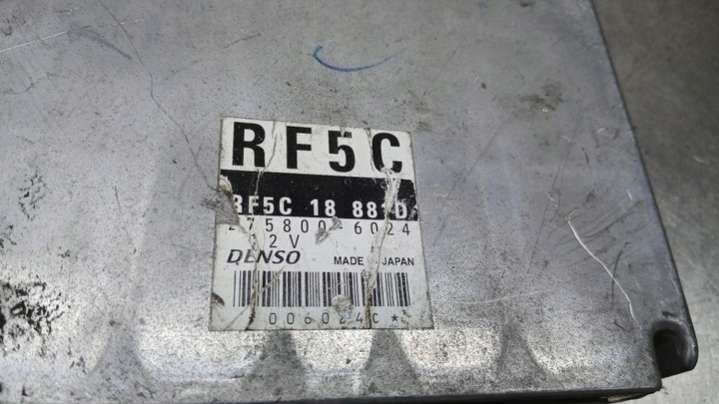 RF5C
RF5C 18 881D
275800-6024
12V
DENSO MADE IN JAPAN
006024C *